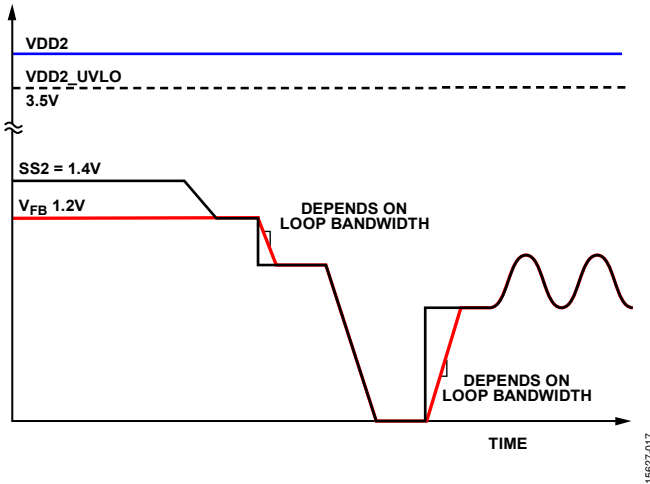 VDD2
VDD2_UVLO
3.5V
SS2 = 1.4V
VFB 1.2V
DEPENDS ON
LOOP BANDWIDTH
DEPENDS ON
LOOP BANDWIDTH
TIME
15627-017